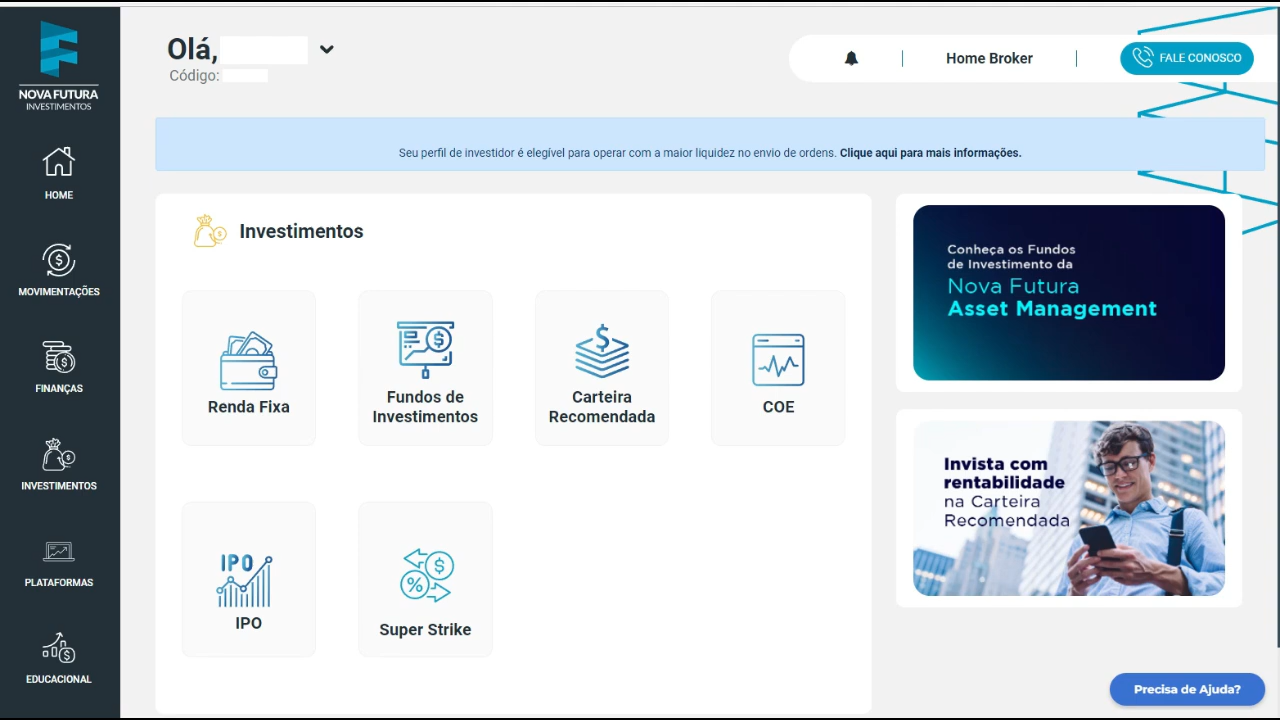 NOVA FUTURA
INVESTIMENTOS
HOME
MOVIMENTAÇÕES
FINANÇAS
INVESTIMENTOS
PLATAFORMAS
EDUCACIONAL
Olá,
Código:
Home Broker
FALE CONOSCO
Seu perfil de investidor é elegível para operar com a maior liquidez no envio de ordens. Clique aqui para mais informações.
Investimentos
Renda Fixa
Fundos de
Investimentos
Carteira
Recomendada
COE
IPO
IPO
Super Strike
Conheça os Fundos
de Investimento da
Nova Futura
Asset Management
Invista com
rentabilidade
na Carteira
Recomendada
Precisa de Ajuda?